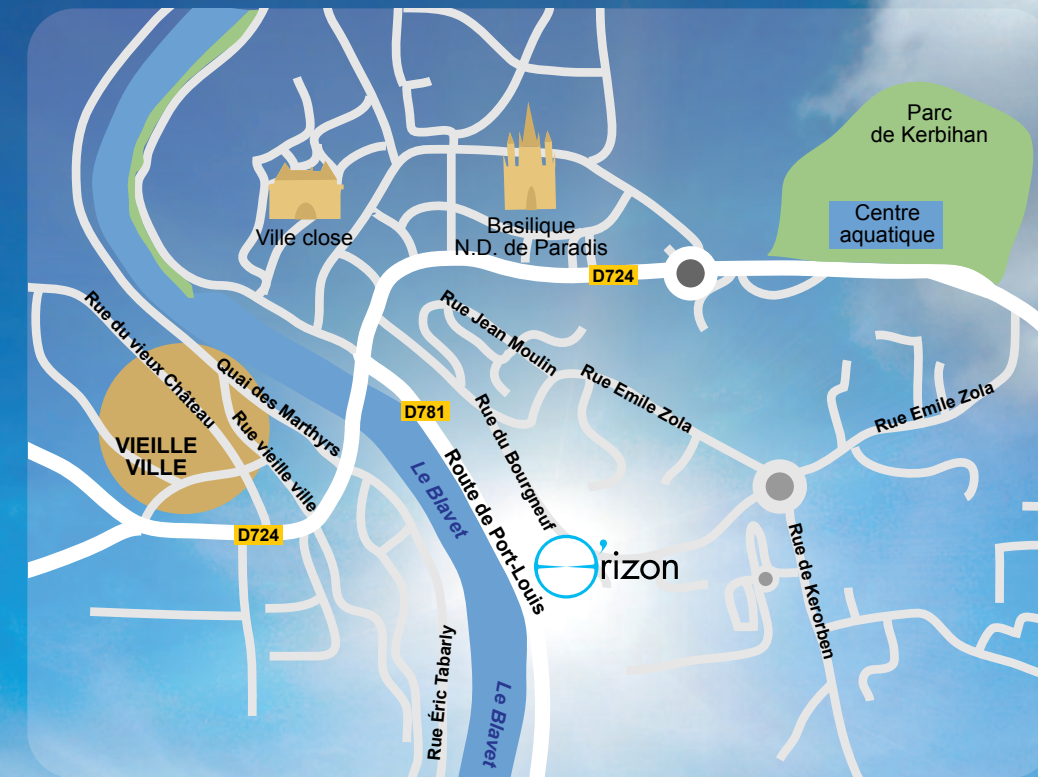 Parc
de Kerbihan
Centre
aquatique
Ville close
Basilique
N.D. de Paradis
D724
Rue Jean Moulin
Rue Emile Zola
Rue Emile Zola
Rue du vieux Château
Quai des Marthyrs
Rue vieille ville
VIEILLE
VILLE
D781
Rue du Bourgneuf
Route de Port-Louis
Le Blavet
D724
O'rizon
Rue de Kerorben
Rue Éric Tabarly
Le Blavet